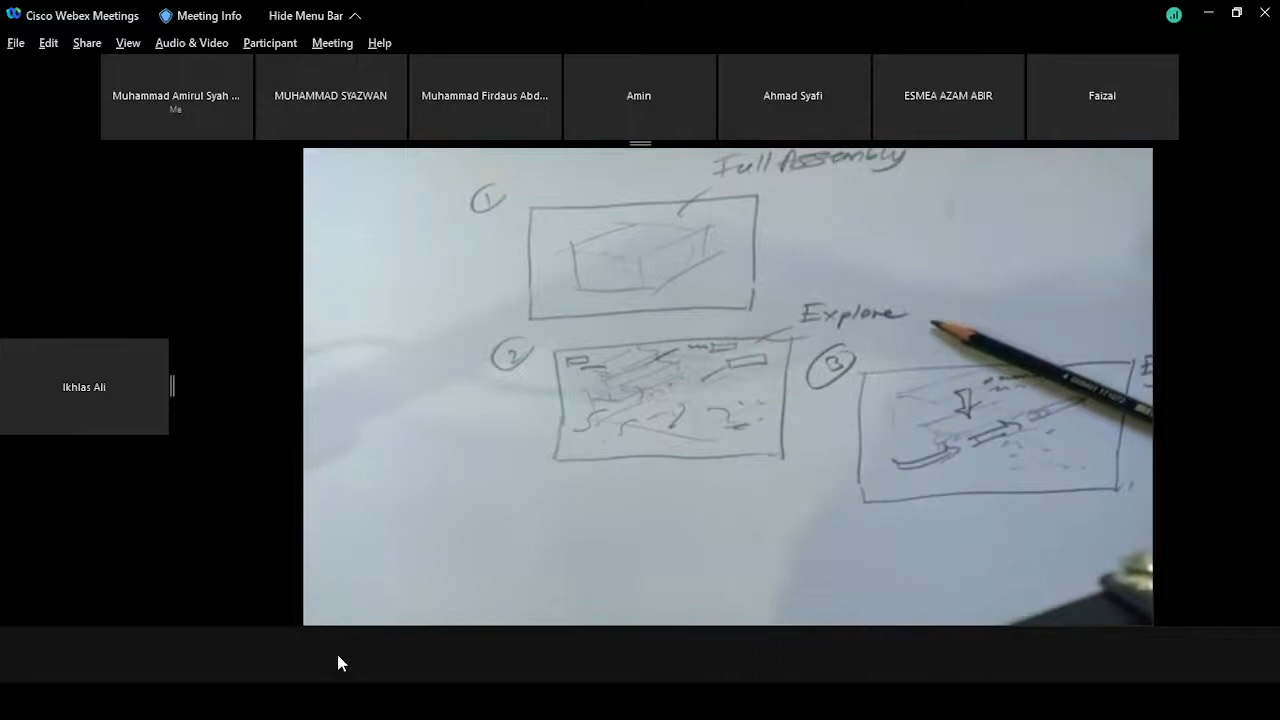 Cisco Webex Meetings
Meeting Info
Hide Menu Bar
File Edit Share View Audio & Video Participant Meeting Help
Muhammad Amirul Syah ...
Me
MUHAMMAD SYAZWAN
Muhammad Firdaus Abd...
Amin
Ahmad Syafi
ESMEA AZAM ABIR
Faizal
Ikhlas Ali
Full Assembly
1
Explore
2
3